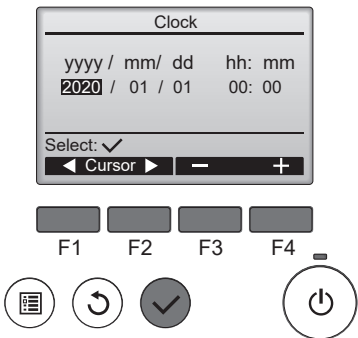 Clock
yyyy / mm/ dd hh: mm
2020 / 01 / 01 00: 00
Select: ✓
◀ Cursor ▶ − +
F1 F2 F3 F4